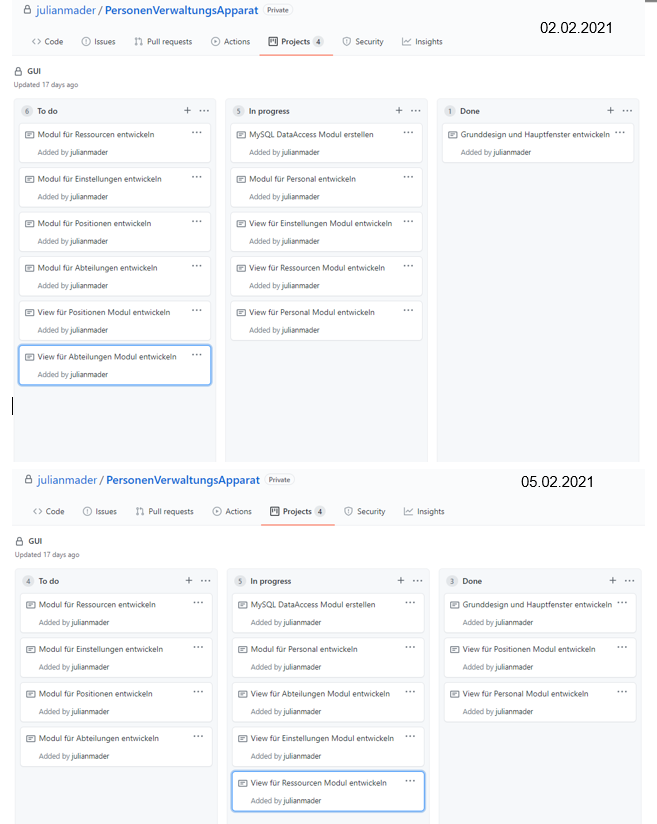 julianmader / PersonenVerwaltungsApparat Private
02.02.2021
Code Issues Pull requests Actions Projects 4 Security Insights
GUI
Updated 17 days ago
6 To do
Modul für Ressourcen entwickeln
Added by julianmader
Modul für Einstellungen entwickeln
Added by julianmader
Modul für Positionen entwickeln
Added by julianmader
Modul für Abteilungen entwickeln
Added by julianmader
View für Positionen Modul entwickeln
Added by julianmader
View für Abteilungen Modul entwickeln
Added by julianmader
5 In progress
MySQL DataAccess Modul erstellen
Added by julianmader
Modul für Personal entwickeln
Added by julianmader
View für Einstellungen Modul entwickeln
Added by julianmader
View für Ressourcen Modul entwickeln
Added by julianmader
View für Personal Modul entwickeln
Added by julianmader
1 Done
Grunddesign und Hauptfenster entwickeln
Added by julianmader
julianmader / PersonenVerwaltungsApparat Private
05.02.2021
Code Issues Pull requests Actions Projects 4 Security Insights
GUI
Updated 17 days ago
4 To do
Modul für Ressourcen entwickeln
Added by julianmader
Modul für Einstellungen entwickeln
Added by julianmader
Modul für Positionen entwickeln
Added by julianmader
Modul für Abteilungen entwickeln
Added by julianmader
5 In progress
MySQL DataAccess Modul erstellen
Added by julianmader
Modul für Personal entwickeln
Added by julianmader
View für Abteilungen Modul entwickeln
Added by julianmader
View für Einstellungen Modul entwickeln
Added by julianmader
View für Ressourcen Modul entwickeln
Added by julianmader
3 Done
Grunddesign und Hauptfenster entwickeln
Added by julianmader
View für Positionen Modul entwickeln
Added by julianmader
View für Personal Modul entwickeln
Added by julianmader